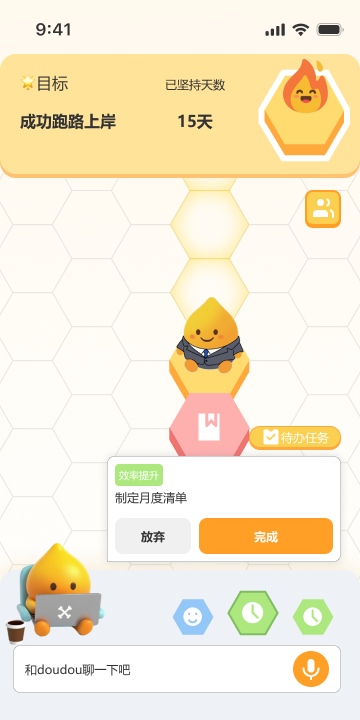 9:41
🌟目标
已坚持天数
成功跑路上岸
15天
待办任务
效率提升
制定月度清单
放弃
完成
和doudou聊一下吧